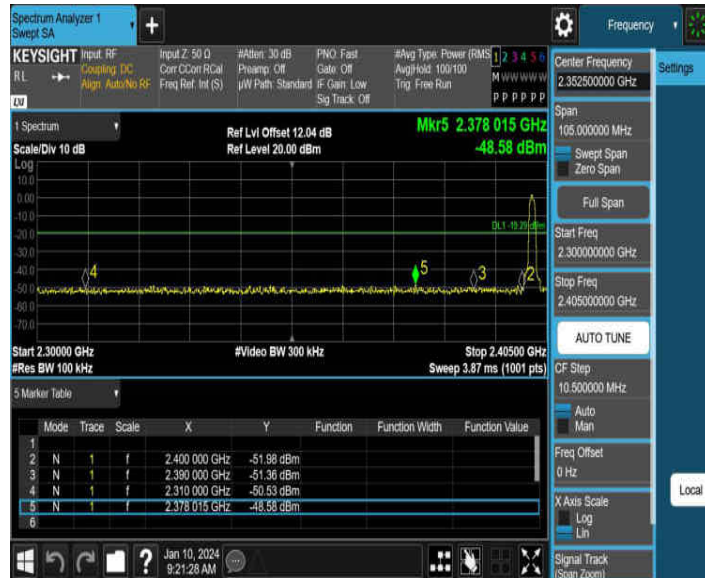 Spectrum Analyzer 1
Swept SA
+
Frequency
KEYSIGHT
RL
LXI
Input: RF
Coupling: DC
Align: Auto/No RF
Input Z: 50 Ω
Corr CCorr RCal
Freq Ref: Int (S)
#Atten: 30 dB
Preamp: Off
µW Path: Standard
PNO: Fast
Gate: Off
IF Gain: Low
Sig Track: Off
#Avg Type: Power (RMS
Avg|Hold: 100/100
Trig: Free Run
1 2 3 4 5 6
M W W W W W
P P P P P P
Center Frequency
2.352500000 GHz
Settings
Span
105.000000 MHz
Swept Span
Zero Span
Full Span
Start Freq
2.300000000 GHz
Stop Freq
2.405000000 GHz
AUTO TUNE
CF Step
10.500000 MHz
Auto
Man
Freq Offset
0 Hz
X Axis Scale
Log
Lin
Signal Track
(Span Zoom)
Local
1 Spectrum
Scale/Div 10 dB
Ref Lvl Offset 12.04 dB
Ref Level 20.00 dBm
Mkr5 2.378 015 GHz
-48.58 dBm
Log
10.0
0.00
-10.0
-20.0
-30.0
-40.0
-50.0
-60.0
-70.0
DL1 -19.29 dBm
4
5
3
2
Start 2.30000 GHz
#Res BW 100 kHz
#Video BW 300 kHz
Stop 2.40500 GHz
Sweep 3.87 ms (1001 pts)
5 Marker Table
Mode Trace Scale X Y Function Function Width Function Value
1
2 N 1 f 2.400 000 GHz -51.98 dBm
3 N 1 f 2.390 000 GHz -51.36 dBm
4 N 1 f 2.310 000 GHz -50.53 dBm
5 N 1 f 2.378 015 GHz -48.58 dBm
6
?
Jan 10, 2024
9:21:28 AM